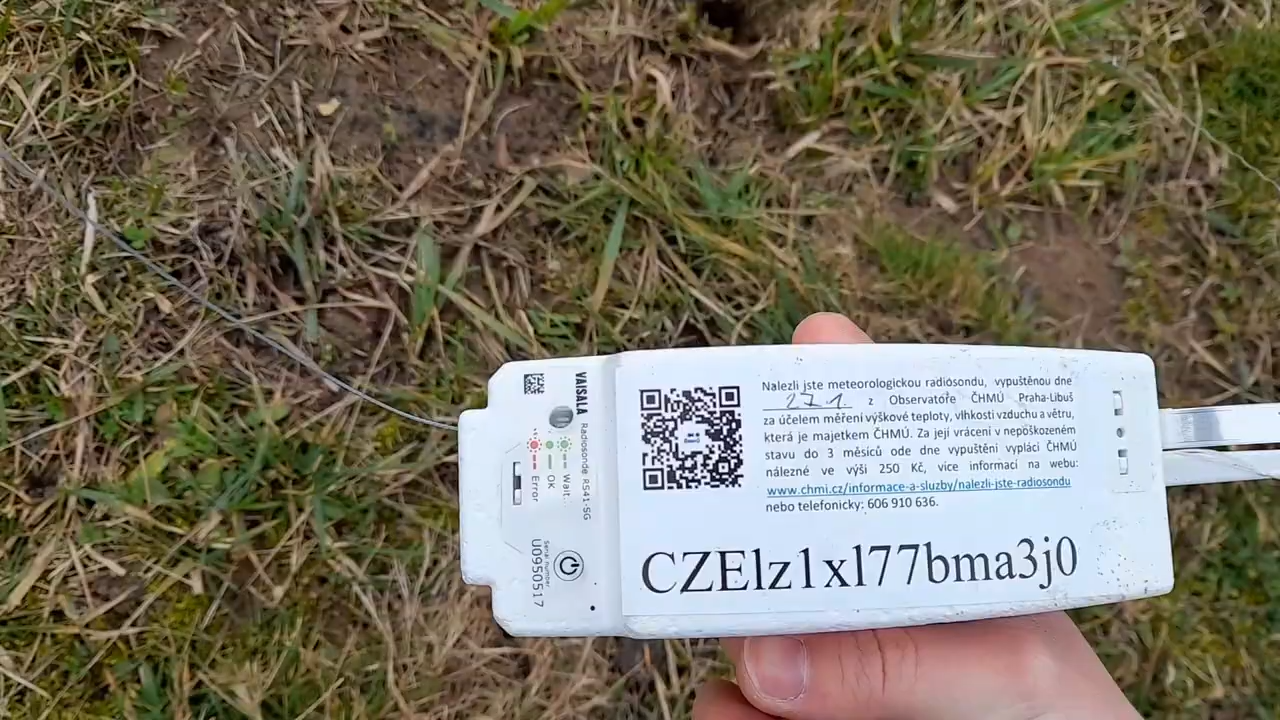 VAISALA Radiosonde RS41-SG
Wait...
OK
Error
Serial number
U0950517
Nalezli jste meteorologickou radiosondu, vypuštěnou dne
27.1. z Observatoře ČHMÚ Praha-Libuš
za účelem měření výškové teploty, vlhkosti vzduchu a větru,
která je majetkem ČHMÚ. Za její vrácení v nepoškozeném
stavu do 3 měsíců ode dne vypuštění vyplácí ČHMÚ
nálezné ve výši 250 Kč, více informací na webu:
www.chmi.cz/informace-a-sluzby/nalezli-jste-radiosondu
nebo telefonicky: 606 910 636.
CZElz1xl77bma3j0